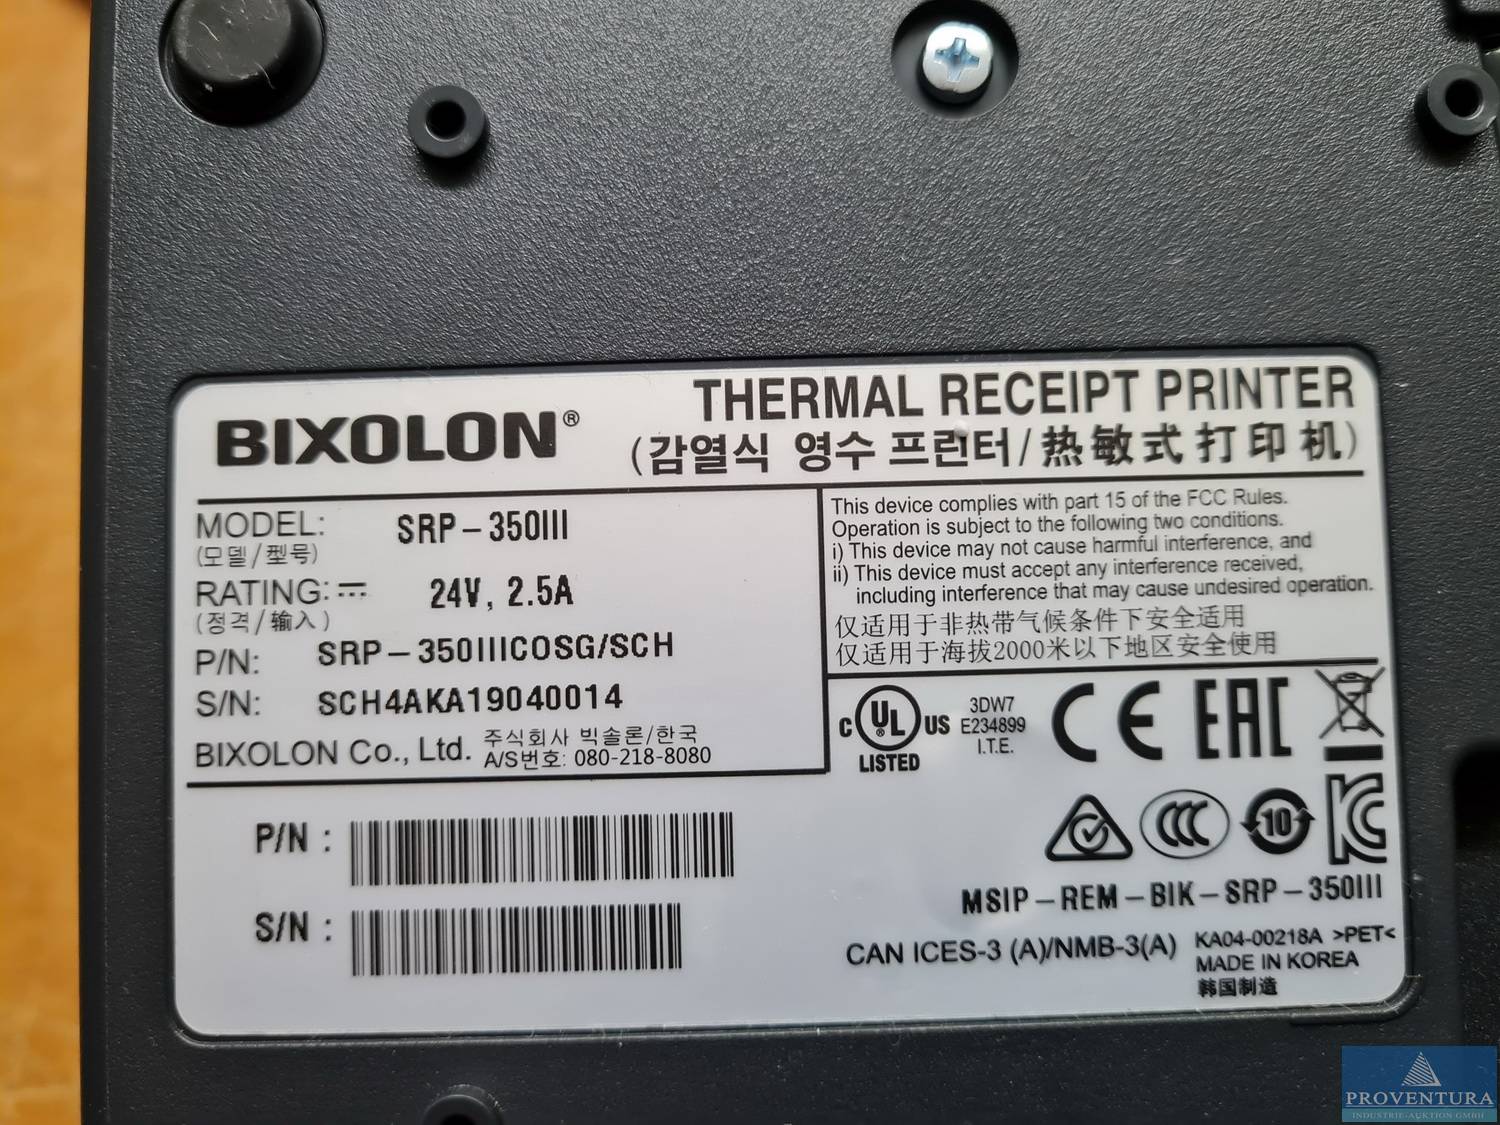 BIXOLON®
THERMAL RECEIPT PRINTER
(감열식 영수 프린터/热敏式打印机)
MODEL: SRP-350III
(모델/型号)
RATING: ⎓ 24V, 2.5A
(정격/输入)
P/N: SRP-350IIICOSG/SCH
S/N: SCH4AKA19040014
BIXOLON Co., Ltd. 주식회사 빅솔론/한국
A/S번호: 080-218-8080
This device complies with part 15 of the FCC Rules.
Operation is subject to the following two conditions.
i) This device may not cause harmful interference, and
ii) This device must accept any interference received,
including interference that may cause undesired operation.
仅适用于非热带气候条件下安全适用
仅适用于海拔2000米以下地区安全使用
C UL® US
LISTED
3DW7
E234899
I.T.E.
CE EAC
CCC 10 KC
P/N :
S/N :
MSIP-REM-BIK-SRP-350III
CAN ICES-3 (A)/NMB-3(A)
KA04-00218A >PET<
MADE IN KOREA
韩国制造
PROVENTURA
INDUSTRIE-AUKTION GMBH